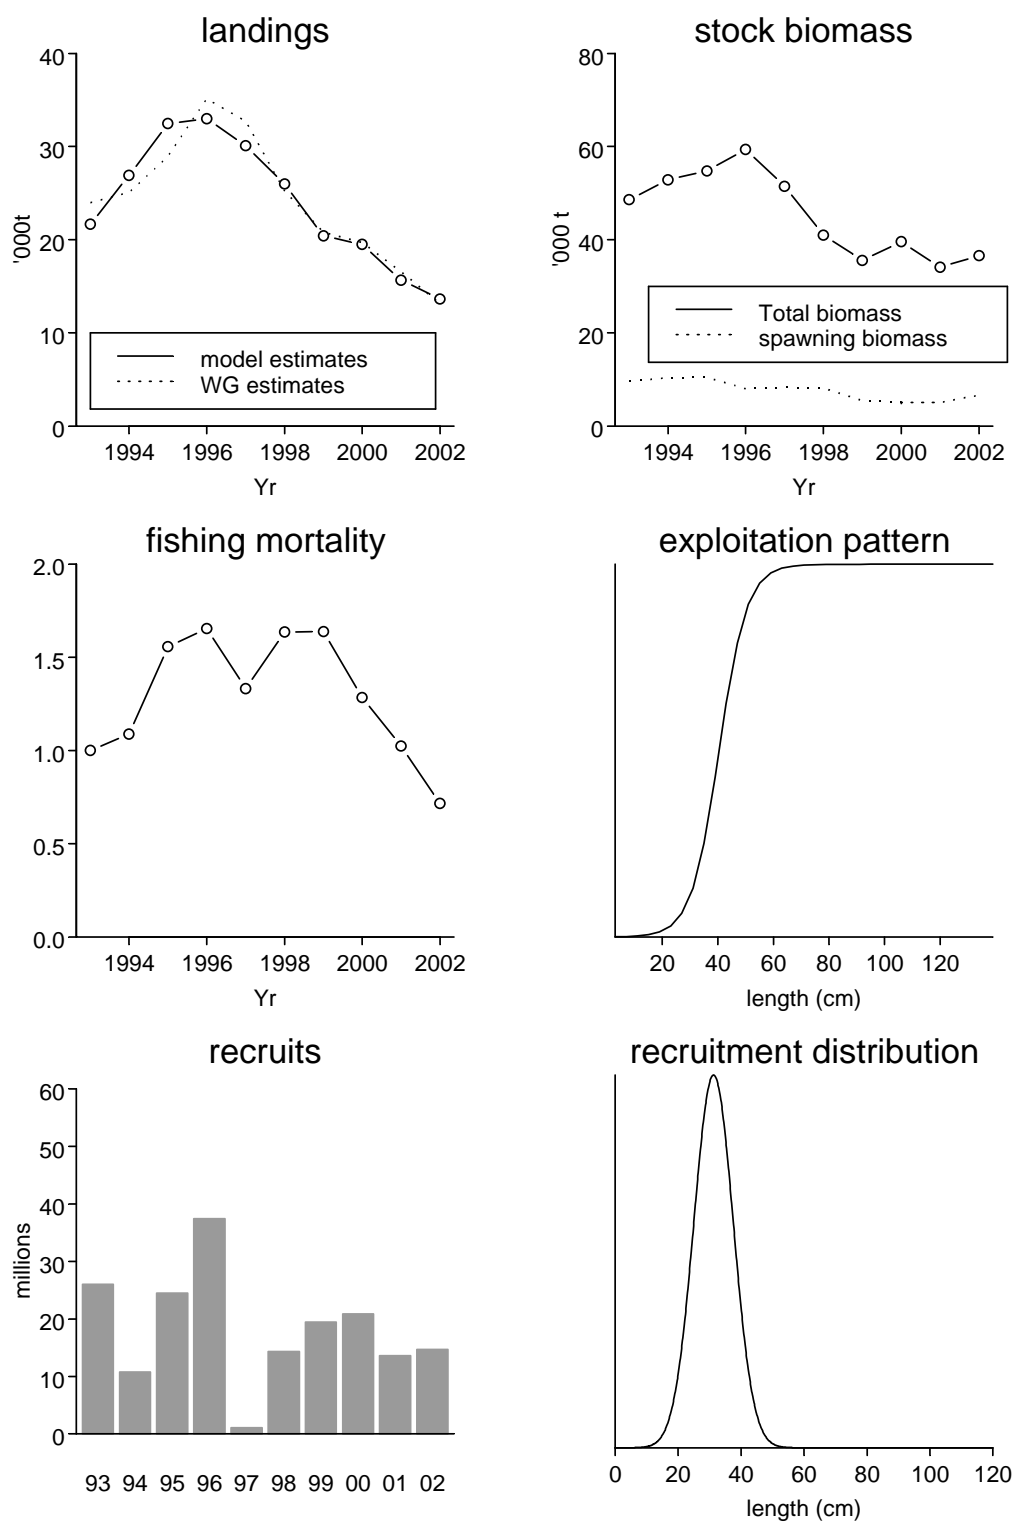 landings
40
30
20
10
0
'000t
model estimates
WG estimates
1994 1996 1998 2000 2002
Yr
stock biomass
80
60
40
20
0
'000 t
Total biomass
spawning biomass
1994 1996 1998 2000 2002
Yr
fishing mortality
2.0
1.5
1.0
0.5
0.0
1994 1996 1998 2000 2002
Yr
exploitation pattern
20 40 60 80 100 120
length (cm)
recruits
60
50
40
30
20
10
0
millions
93 94 95 96 97 98 99 00 01 02
recruitment distribution
0 20 40 60 80 100 120
length (cm)